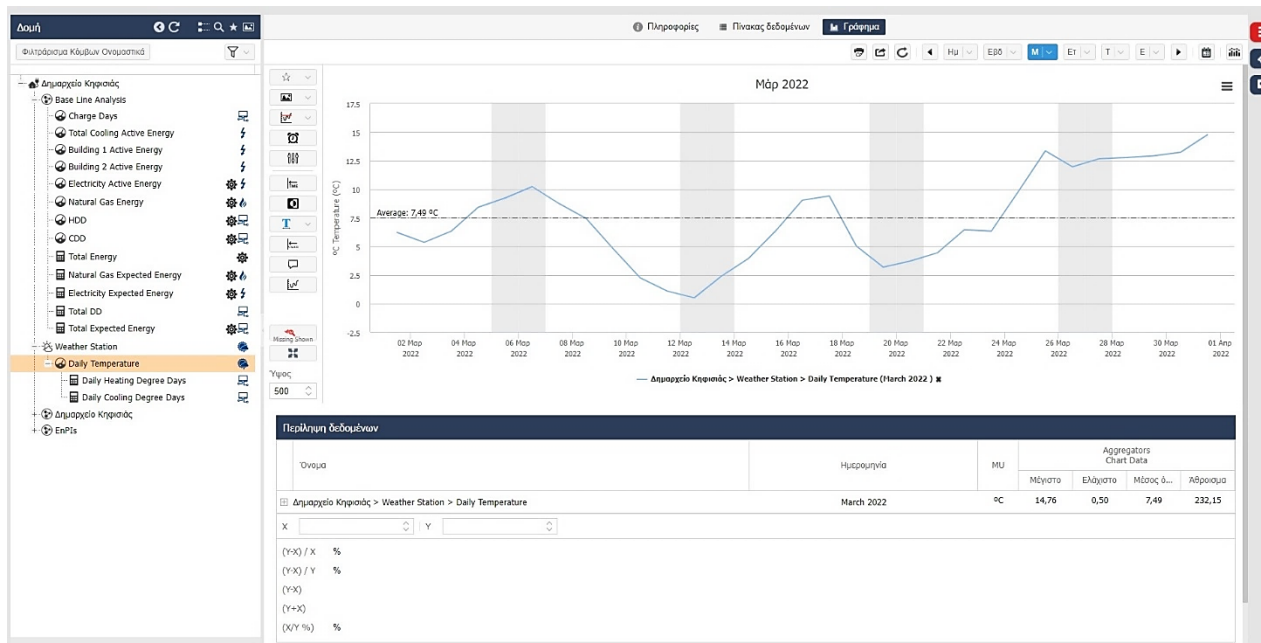 Δομή
Πληροφορίες
Πίνακας δεδομένων
Γράφημα
Φιλτράρισμα Κόμβων Ονομαστικά
Ημ
Εβδ
Μ
Ετ
Τ
Ε
Δημαρχείο Κηφισιάς
Base Line Analysis
Charge Days
Total Cooling Active Energy
Building 1 Active Energy
Building 2 Active Energy
Electricity Active Energy
Natural Gas Energy
HDD
CDD
Total Energy
Natural Gas Expected Energy
Electricity Expected Energy
Total DD
Total Expected Energy
Weather Station
Daily Temperature
Daily Heating Degree Days
Daily Cooling Degree Days
Δημαρχείο Κηφισιάς
EnPIs
T
Missing Shown
Ύψος
500
Μάρ 2022
17.5
15
12.5
10
7.5
5
2.5
0
-2.5
ºC Temperature (ºC)
Average: 7,49 ºC
02 Μαρ 2022
04 Μαρ 2022
06 Μαρ 2022
08 Μαρ 2022
10 Μαρ 2022
12 Μαρ 2022
14 Μαρ 2022
16 Μαρ 2022
18 Μαρ 2022
20 Μαρ 2022
22 Μαρ 2022
24 Μαρ 2022
26 Μαρ 2022
28 Μαρ 2022
30 Μαρ 2022
01 Απρ 2022
Δημαρχείο Κηφισιάς > Weather Station > Daily Temperature (March 2022 )
Περίληψη δεδομένων
Όνομα
Ημερομηνία
MU
Aggregators
Chart Data
Μέγιστο
Ελάχιστο
Μέσος ό...
Άθροισμα
Δημαρχείο Κηφισιάς > Weather Station > Daily Temperature
March 2022
ºC
14,76
0,50
7,49
232,15
X
Y
(Y-X) / X %
(Y-X) / Y %
(Y-X)
(Y+X)
(X/Y %) %